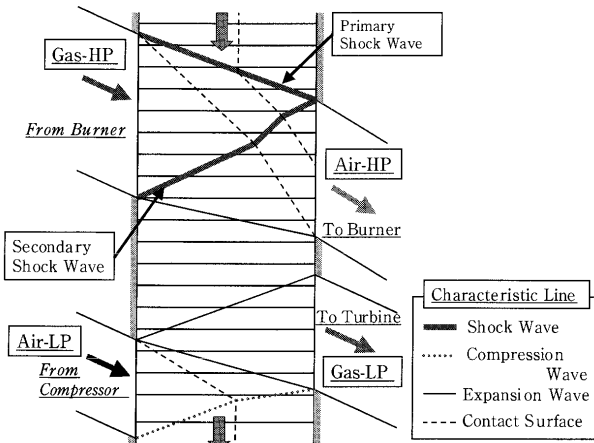 Primary
Shock Wave
Gas-HP
From Burner
Air-HP
To Burner
Secondary
Shock Wave
Characteristic Line
Shock Wave
Compression
Wave
Expansion Wave
Contact Surface
To Turbine
Gas-LP
Air-LP
From
Compressor